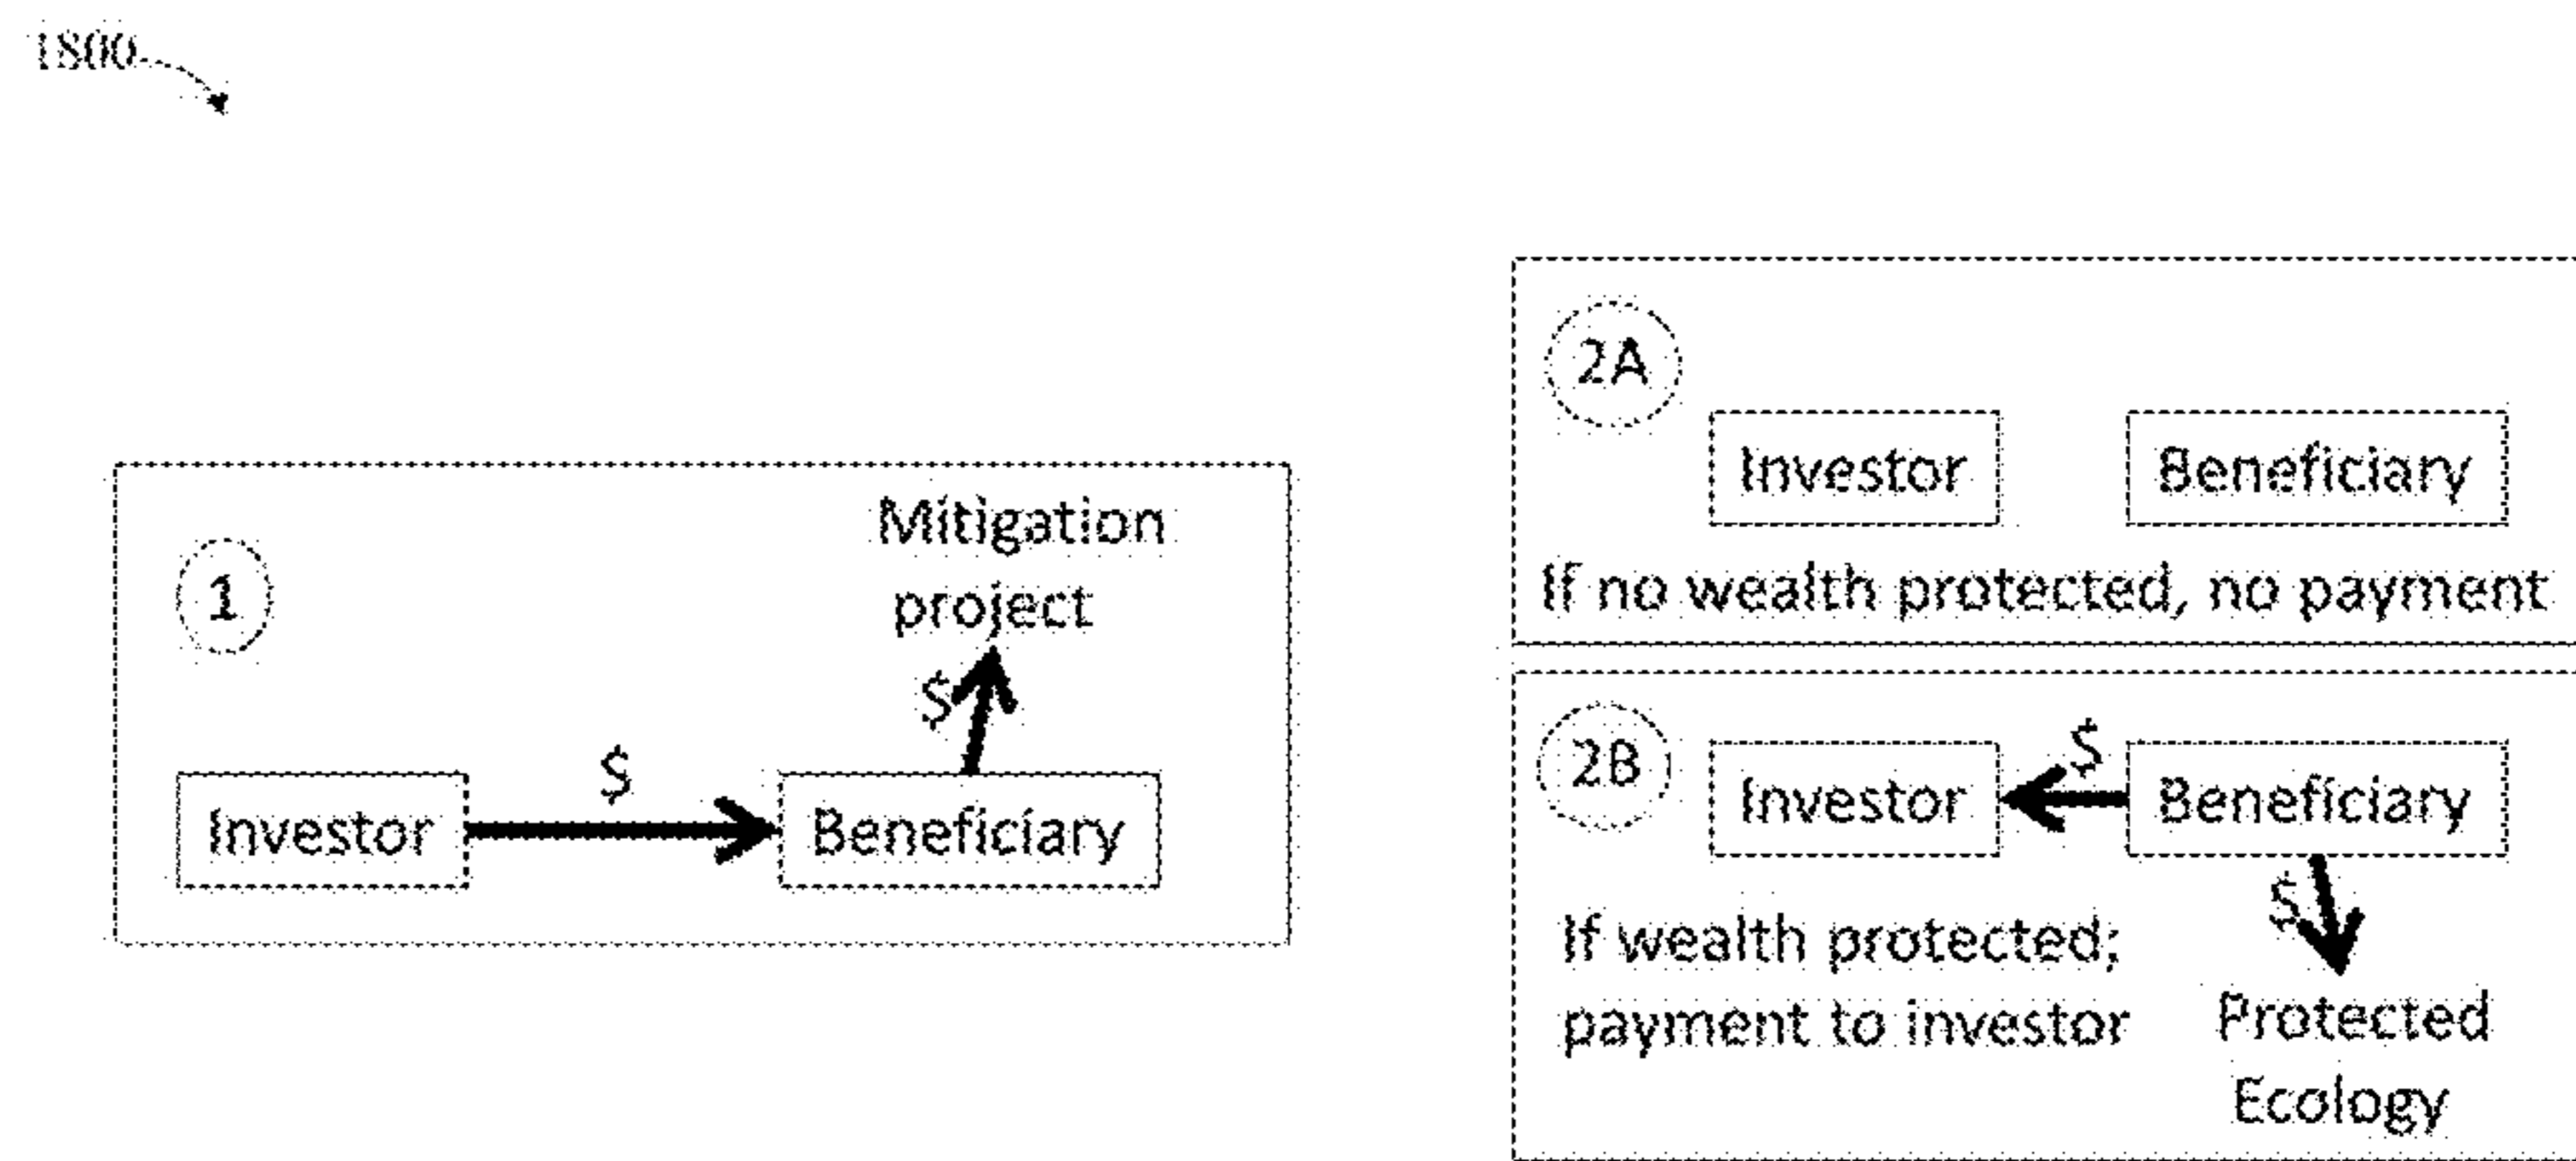 1800
1
Mitigation
project
$
$
Investor
Beneficiary
2A
Investor
Beneficiary
If no wealth protected, no payment
2B
Investor
$
Beneficiary
$
If wealth protected;
payment to investor
Protected
Ecology